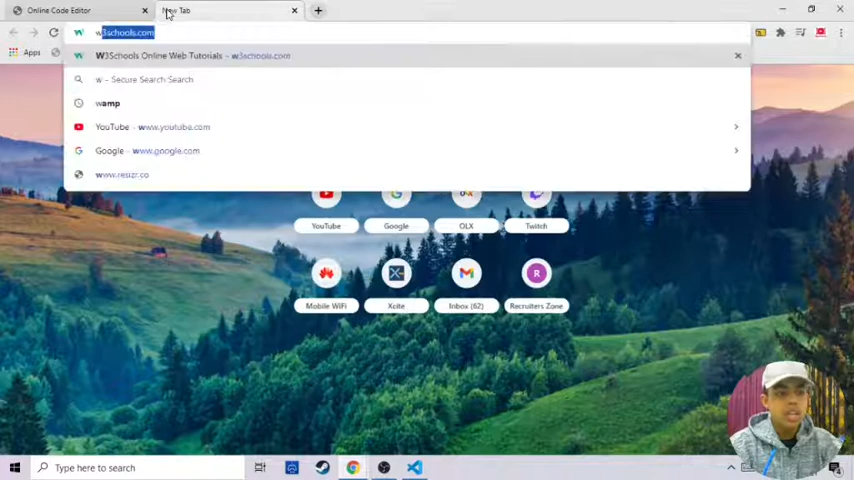 Online Code Editor
New Tab
w3schools.com
Apps
W3Schools Online Web Tutorials - w3schools.com
w - Secure Search Search
wamp
YouTube - www.youtube.com
Google - www.google.com
www.resizr.co
YouTube Google OLX Twitch
Mobile WiFi Xcite Inbox (62) Recruiters Zone
R
Type here to search
4